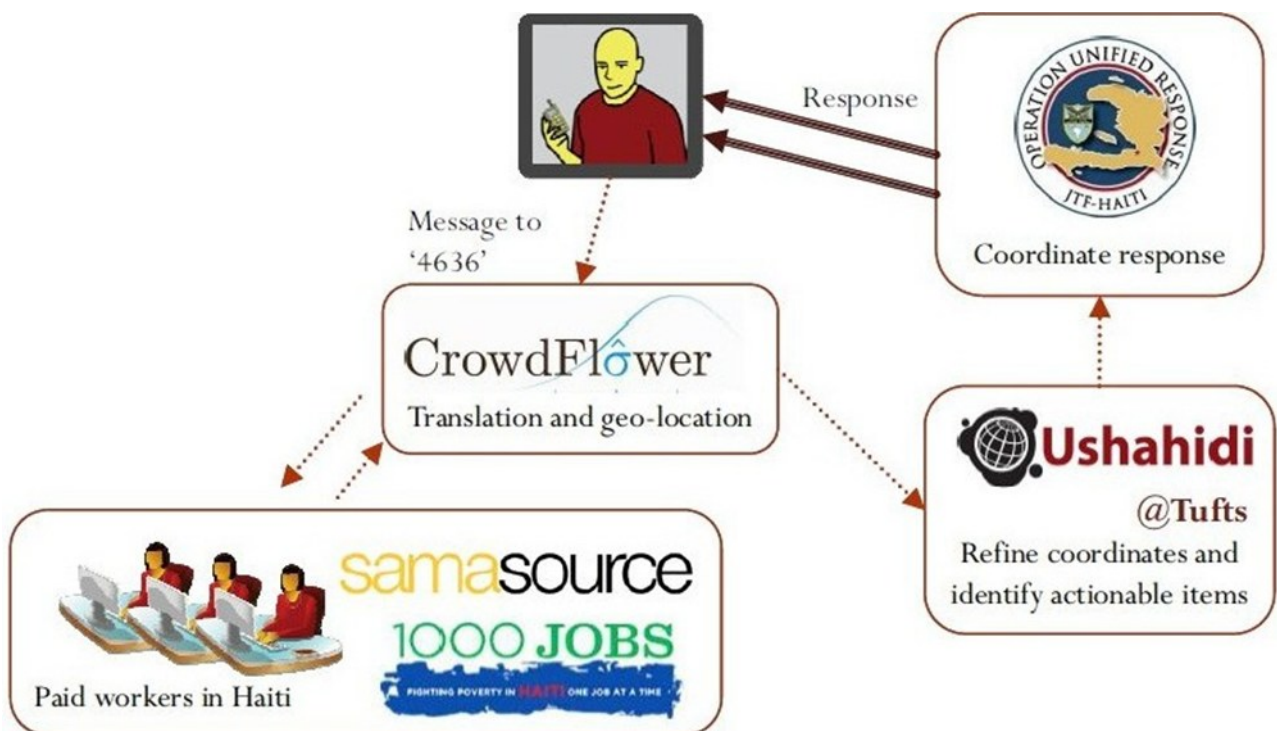 Response
OPERATION UNIFIED RESPONSE
JTF-HAITI
Coordinate response
Message to
‘4636’
CrowdFlôwer
Translation and geo-location
Ushahidi
@Tufts
Refine coordinates and
identify actionable items
samasource
1000 JOBS
FIGHTING POVERTY IN HAITI ONE JOB AT A TIME
Paid workers in Haiti